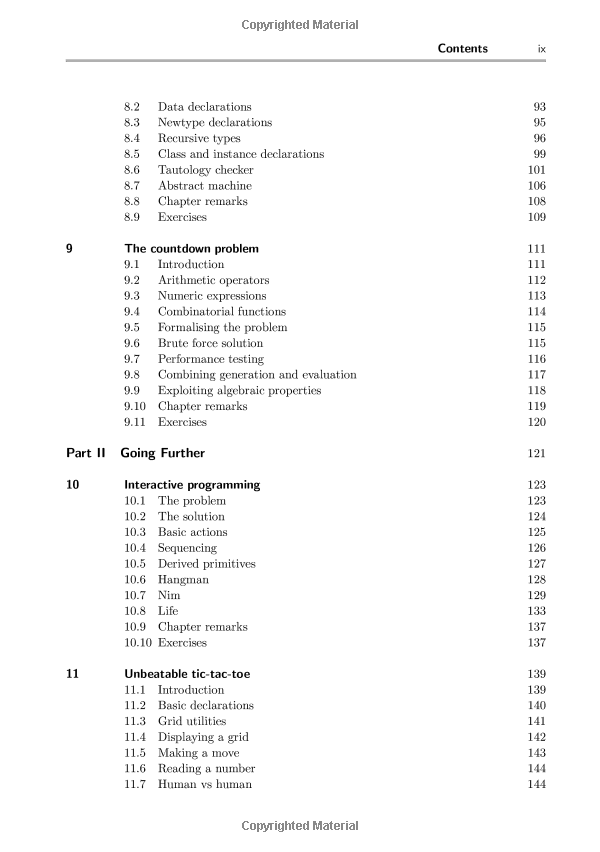 Copyrighted Material
Contents ix
8.2 Data declarations 93
8.3 Newtype declarations 95
8.4 Recursive types 96
8.5 Class and instance declarations 99
8.6 Tautology checker 101
8.7 Abstract machine 106
8.8 Chapter remarks 108
8.9 Exercises 109
9 The countdown problem 111
9.1 Introduction 111
9.2 Arithmetic operators 112
9.3 Numeric expressions 113
9.4 Combinatorial functions 114
9.5 Formalising the problem 115
9.6 Brute force solution 115
9.7 Performance testing 116
9.8 Combining generation and evaluation 117
9.9 Exploiting algebraic properties 118
9.10 Chapter remarks 119
9.11 Exercises 120
Part II Going Further 121
10 Interactive programming 123
10.1 The problem 123
10.2 The solution 124
10.3 Basic actions 125
10.4 Sequencing 126
10.5 Derived primitives 127
10.6 Hangman 128
10.7 Nim 129
10.8 Life 133
10.9 Chapter remarks 137
10.10 Exercises 137
11 Unbeatable tic-tac-toe 139
11.1 Introduction 139
11.2 Basic declarations 140
11.3 Grid utilities 141
11.4 Displaying a grid 142
11.5 Making a move 143
11.6 Reading a number 144
11.7 Human vs human 144
Copyrighted Material